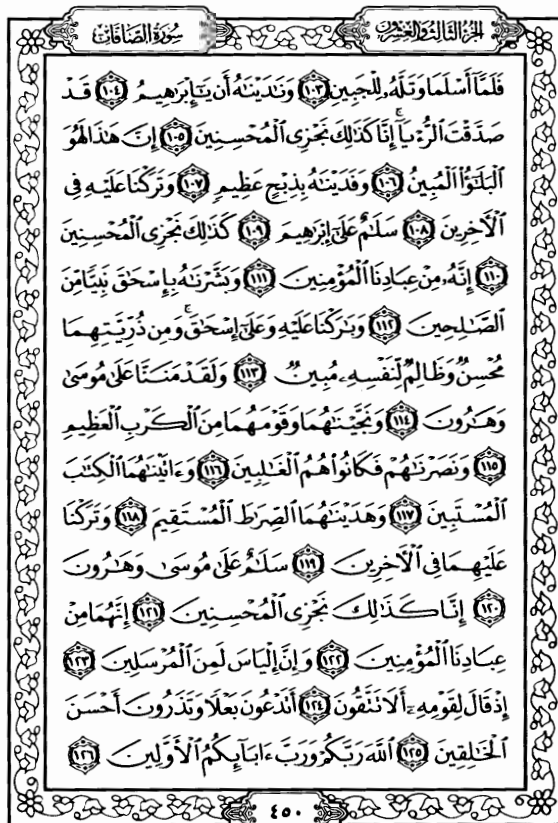 الجزء الثالث والعشرون سورة الصافات
فَلَمَّا أَسْلَمَا وَتَلَّهُ لِلْجَبِينِ ١٠٣ وَنَٰدَيْنَٰهُ أَن يَٰٓإِبْرَٰهِيمُ ١٠٤ قَدْ
صَدَّقْتَ ٱلرُّءْيَآ ۚ إِنَّا كَذَٰلِكَ نَجْزِى ٱلْمُحْسِنِينَ ١٠٥ إِنَّ هَٰذَا لَهُوَ
ٱلْبَلَٰٓؤُا۟ ٱلْمُبِينُ ١٠٦ وَفَدَيْنَٰهُ بِذِبْحٍ عَظِيمٍ ١٠٧ وَتَرَكْنَا عَلَيْهِ فِى
ٱلْءَاخِرِينَ ١٠٨ سَلَٰمٌ عَلَىٰٓ إِبْرَٰهِيمَ ١٠٩ كَذَٰلِكَ نَجْزِى ٱلْمُحْسِنِينَ
١١٠ إِنَّهُۥ مِنْ عِبَادِنَا ٱلْمُؤْمِنِينَ ١١١ وَبَشَّرْنَٰهُ بِإِسْحَٰقَ نَبِيًّا مِّنَ
ٱلصَّٰلِحِينَ ١١٢ وَبَٰرَكْنَا عَلَيْهِ وَعَلَىٰٓ إِسْحَٰقَ ۚ وَمِن ذُرِّيَّتِهِمَا
مُحْسِنٌ وَظَالِمٌ لِّنَفْسِهِۦ مُبِينٌ ١١٣ وَلَقَدْ مَنَنَّا عَلَىٰ مُوسَىٰ
وَهَٰرُونَ ١١٤ وَنَجَّيْنَٰهُمَا وَقَوْمَهُمَا مِنَ ٱلْكَرْبِ ٱلْعَظِيمِ
١١٥ وَنَصَرْنَٰهُمْ فَكَانُوا۟ هُمُ ٱلْغَٰلِبِينَ ١١٦ وَءَاتَيْنَٰهُمَا ٱلْكِتَٰبَ
ٱلْمُسْتَبِينَ ١١٧ وَهَدَيْنَٰهُمَا ٱلصِّرَٰطَ ٱلْمُسْتَقِيمَ ١١٨ وَتَرَكْنَا
عَلَيْهِمَا فِى ٱلْءَاخِرِينَ ١١٩ سَلَٰمٌ عَلَىٰ مُوسَىٰ وَهَٰرُونَ
١٢٠ إِنَّا كَذَٰلِكَ نَجْزِى ٱلْمُحْسِنِينَ ١٢١ إِنَّهُمَا مِنْ
عِبَادِنَا ٱلْمُؤْمِنِينَ ١٢٢ وَإِنَّ إِلْيَاسَ لَمِنَ ٱلْمُرْسَلِينَ ١٢٣
إِذْ قَالَ لِقَوْمِهِۦٓ أَلَا تَتَّقُونَ ١٢٤ أَتَدْعُونَ بَعْلًا وَتَذَرُونَ أَحْسَنَ
ٱلْخَٰلِقِينَ ١٢٥ ٱللَّهَ رَبَّكُمْ وَرَبَّ ءَابَآئِكُمُ ٱلْأَوَّلِينَ ١٢٦
٤٥٠